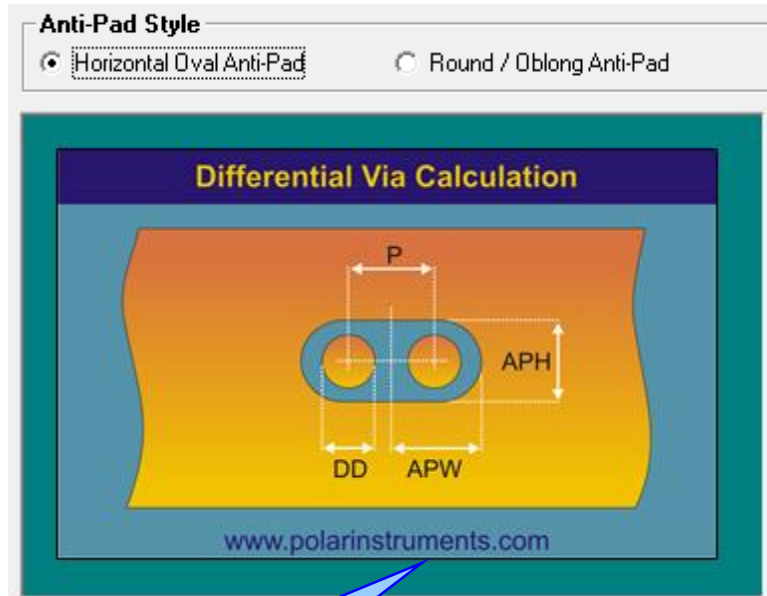 Anti-Pad Style
Horizontal Oval Anti-Pad Round / Oblong Anti-Pad
Differential Via Calculation
P
APH
DD APW
www.polarinstruments.com